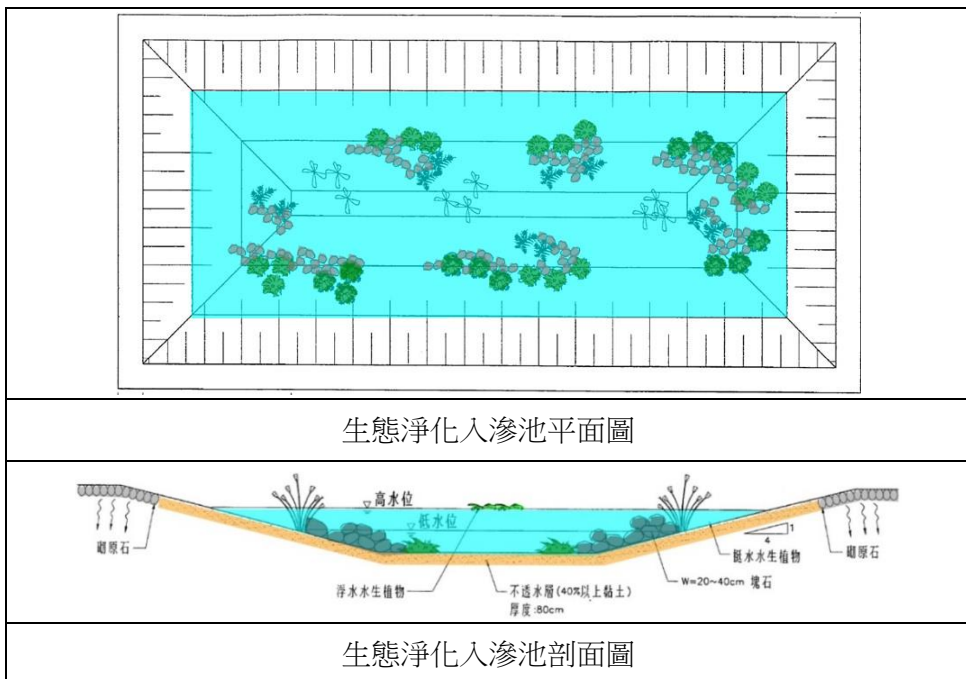 生態淨化入滲池平面圖
高水位
低水位
砌原石
浮水水生植物
不透水層(40%以上黏土)
厚度:80cm
W=20~40cm 塊石
挺水水生植物
1
4
砌原石
生態淨化入滲池剖面圖